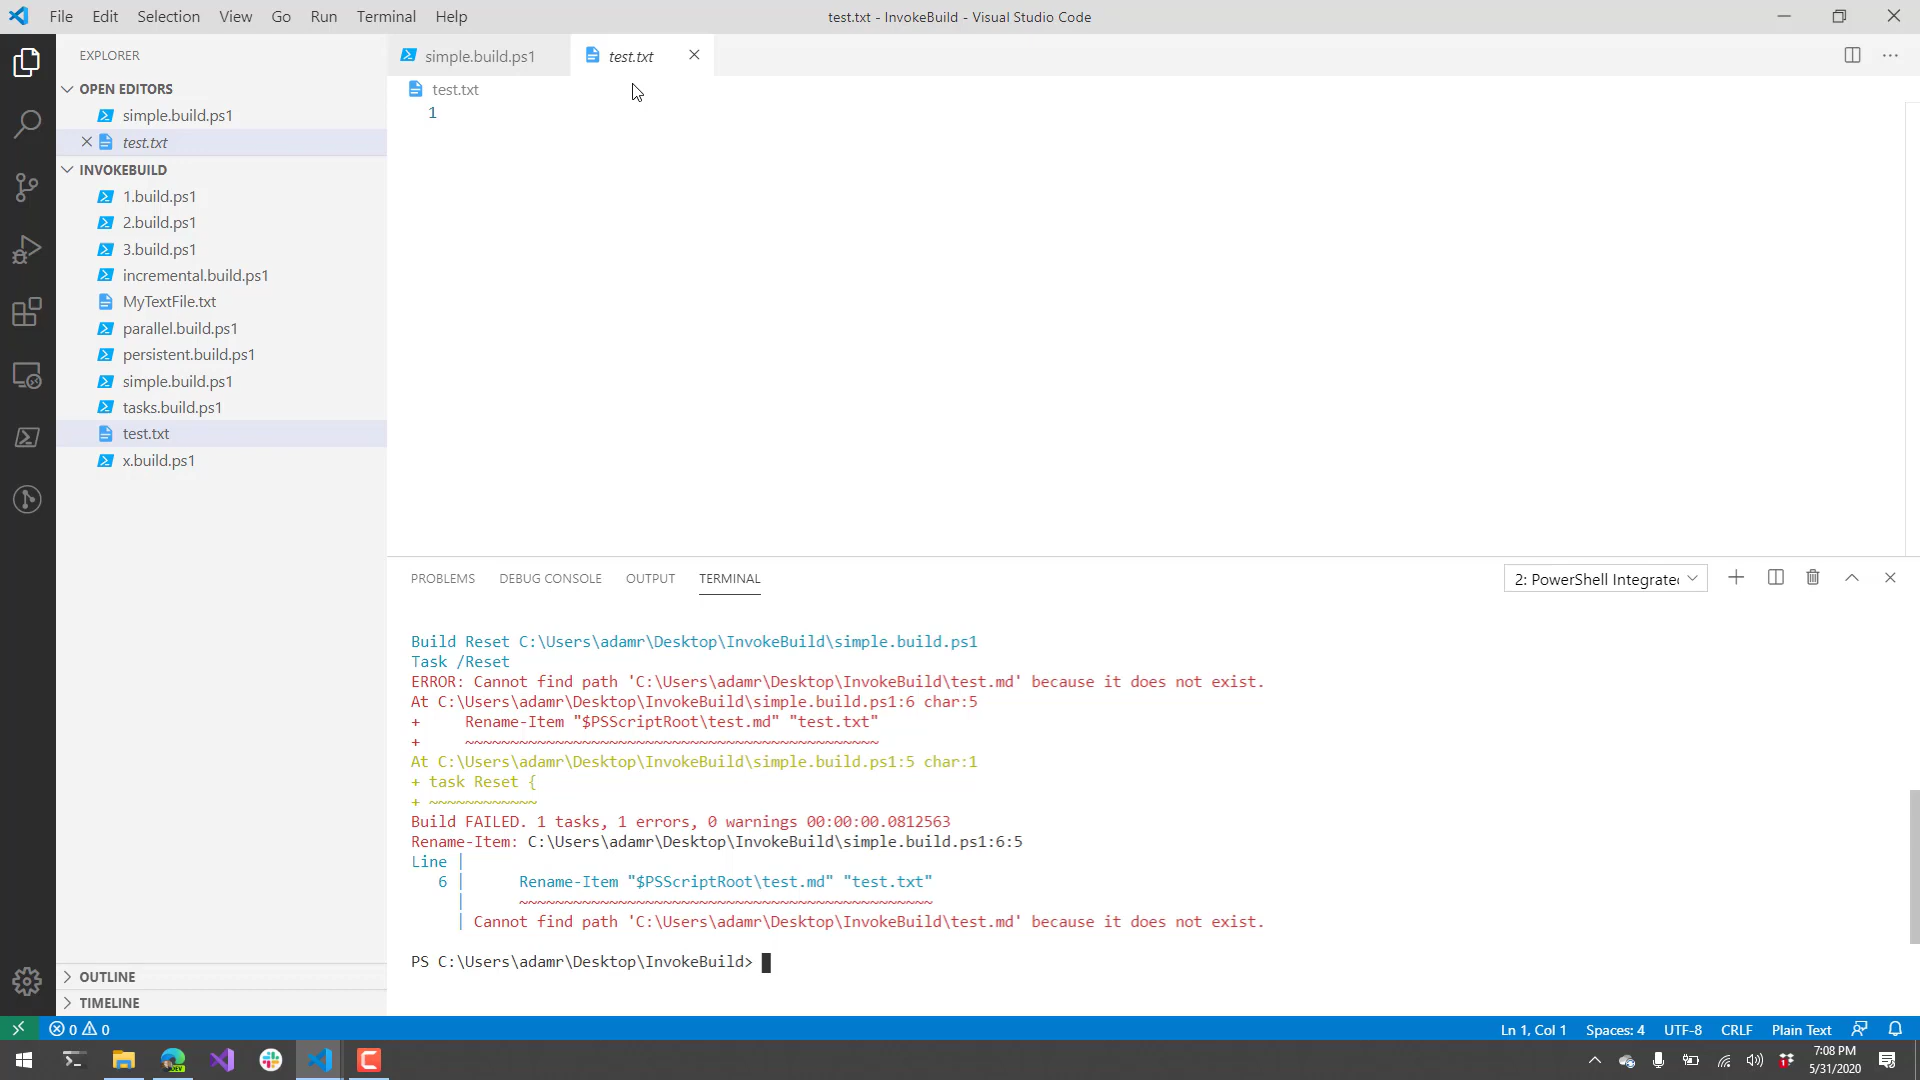 File Edit Selection View Go Run Terminal Help
test.txt - InvokeBuild - Visual Studio Code
EXPLORER
OPEN EDITORS
simple.build.ps1
test.txt
INVOKEBUILD
1.build.ps1
2.build.ps1
3.build.ps1
incremental.build.ps1
MyTextFile.txt
parallel.build.ps1
persistent.build.ps1
simple.build.ps1
tasks.build.ps1
test.txt
x.build.ps1
OUTLINE
TIMELINE
simple.build.ps1
test.txt
test.txt
1
PROBLEMS DEBUG CONSOLE OUTPUT TERMINAL
2: PowerShell Integrate
Build Reset C:\Users\adamr\Desktop\InvokeBuild\simple.build.ps1
Task /Reset
ERROR: Cannot find path 'C:\Users\adamr\Desktop\InvokeBuild\test.md' because it does not exist.
At C:\Users\adamr\Desktop\InvokeBuild\simple.build.ps1:6 char:5
+     Rename-Item "$PSScriptRoot\test.md" "test.txt"
+     ~~~~~~~~~~~~~~~~~~~~~~~~~~~~~~~~~~~~~~~~~~~~~~
At C:\Users\adamr\Desktop\InvokeBuild\simple.build.ps1:5 char:1
+ task Reset {
+ ~~~~~~~~~~~~
Build FAILED. 1 tasks, 1 errors, 0 warnings 00:00:00.0812563
Rename-Item: C:\Users\adamr\Desktop\InvokeBuild\simple.build.ps1:6:5
Line |
   6 |      Rename-Item "$PSScriptRoot\test.md" "test.txt"
     |      ~~~~~~~~~~~~~~~~~~~~~~~~~~~~~~~~~~~~~~~~~~~~~~
     | Cannot find path 'C:\Users\adamr\Desktop\InvokeBuild\test.md' because it does not exist.
PS C:\Users\adamr\Desktop\InvokeBuild>
0 0
Ln 1, Col 1 Spaces: 4 UTF-8 CRLF Plain Text
7:08 PM
5/31/2020